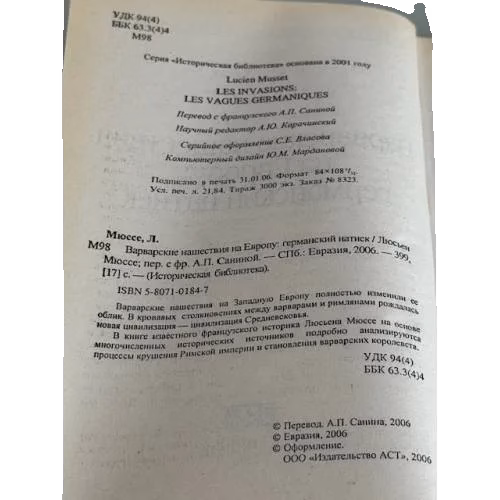 УДК 94(4)
ББК 63.3(4)4
М98
Серия «Историческая библиотека» основана в 2001 году
Lucien Musset
LES INVASIONS:
LES VAGUES GERMANIQUES
Перевод с французского А.П. Саниной
Научный редактор А.Ю. Карачинский
Серийное оформление С.Е. Власова
Компьютерный дизайн Ю.М. Мардановой
Подписано в печать 31.01.06. Формат 84×108 1/32.
Усл. печ. л. 21,84. Тираж 3000 экз. Заказ № 8323.
Мюссе, Л.
М98 Варварские нашествия на Европу: германский натиск / Люсьен
Мюссе; пер. с фр. А.П. Саниной. — СПб.: Евразия, 2006. — 399,
[17] с. — (Историческая библиотека).
ISBN 5-8071-0184-7
Варварские нашествия на Западную Европу полностью изменили ее
облик. В кровавых столкновениях между варварами и римлянами рождалась
новая цивилизация — цивилизация Средневековья.
В книге известного французского историка Люсьена Мюссе на основе
многочисленных исторических источников подробно анализируются
процессы крушения Римской империи и становления варварских королевств.
УДК 94(4)
ББК 63.3(4)4
© Перевод. А.П. Санина, 2006
© Евразия, 2006
© Оформление.
ООО «Издательство АСТ», 2006